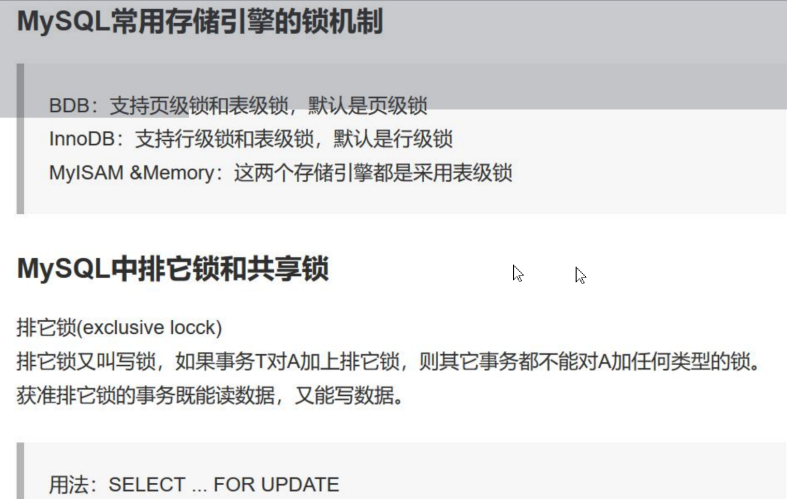 MySQL常用存储引擎的锁机制
BDB：支持页级锁和表级锁，默认是页级锁
InnoDB：支持行级锁和表级锁，默认是行级锁
MyISAM &Memory：这两个存储引擎都是采用表级锁
MySQL中排它锁和共享锁
排它锁(exclusive locck)
排它锁又叫写锁，如果事务T对A加上排它锁，则其它事务都不能对A加任何类型的锁。
获准排它锁的事务既能读数据，又能写数据。
用法：SELECT ... FOR UPDATE